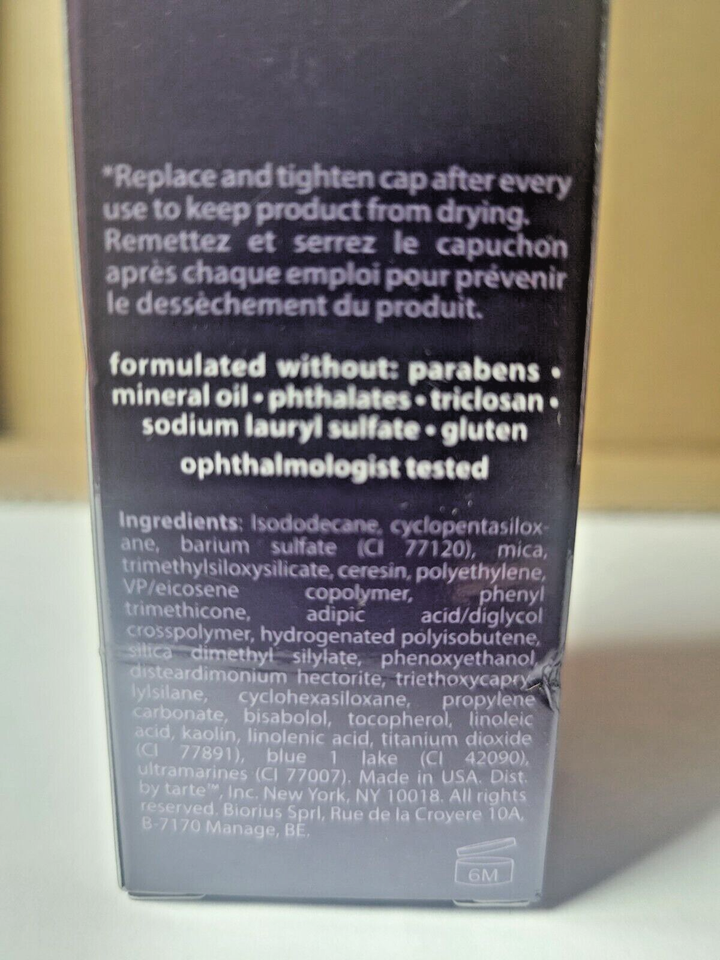 *Replace and tighten cap after every
use to keep product from drying.
Remettez et serrez le capuchon
après chaque emploi pour prévenir
le dessèchement du produit.
formulated without: parabens •
mineral oil • phthalates • triclosan •
sodium lauryl sulfate • gluten
ophthalmologist tested
Ingredients: Isododecane, cyclopentasilox-
ane, barium sulfate (CI 77120), mica,
trimethylsiloxysilicate, ceresin, polyethylene,
VP/eicosene copolymer, phenyl
trimethicone, adipic acid/diglycol
crosspolymer, hydrogenated polyisobutene,
silica dimethyl silylate, phenoxyethanol,
disteardimonium hectorite, triethoxycapry-
lylsilane, cyclohexasiloxane, propylene
carbonate, bisabolol, tocopherol, linoleic
acid, kaolin, linolenic acid, titanium dioxide
(CI 77891), blue 1 lake (CI 42090),
ultramarines (CI 77007). Made in USA. Dist.
by tarte™, Inc. New York, NY 10018. All rights
reserved. Biorius Sprl, Rue de la Croyere 10A,
B-7170 Manage, BE.
6M